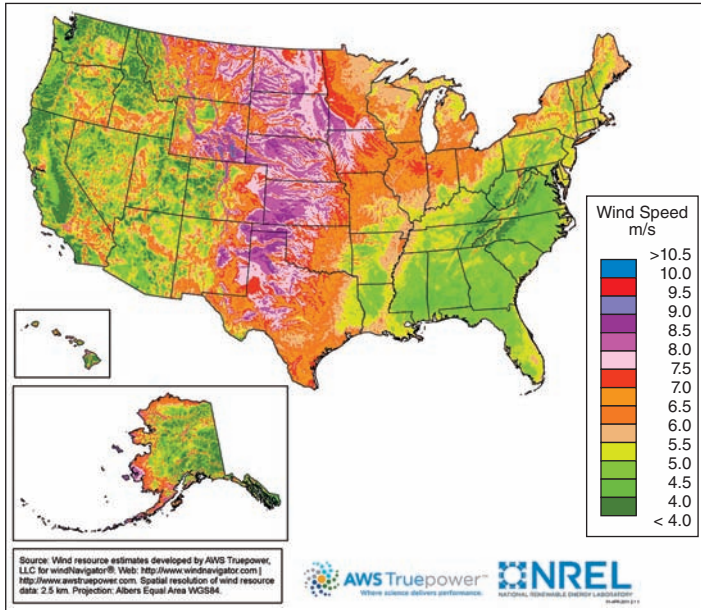 Wind Speed
m/s
>10.5
10.0
9.5
9.0
8.5
8.0
7.5
7.0
6.5
6.0
5.5
5.0
4.0
4.0
< 4.0
Source: Wind resource estimates developed by AWS Truepower,
LLC for windNavigator®. Web: http://www.windnavigator.com |
http://www.awstruepower.com. Spatial resolution of wind resource
data: 2.5 km. Projection: Albers Equal Area WGS84.
AWS Truepower™
Where science delivers performance.
NREL
NATIONAL RENEWABLE ENERGY LABORATORY